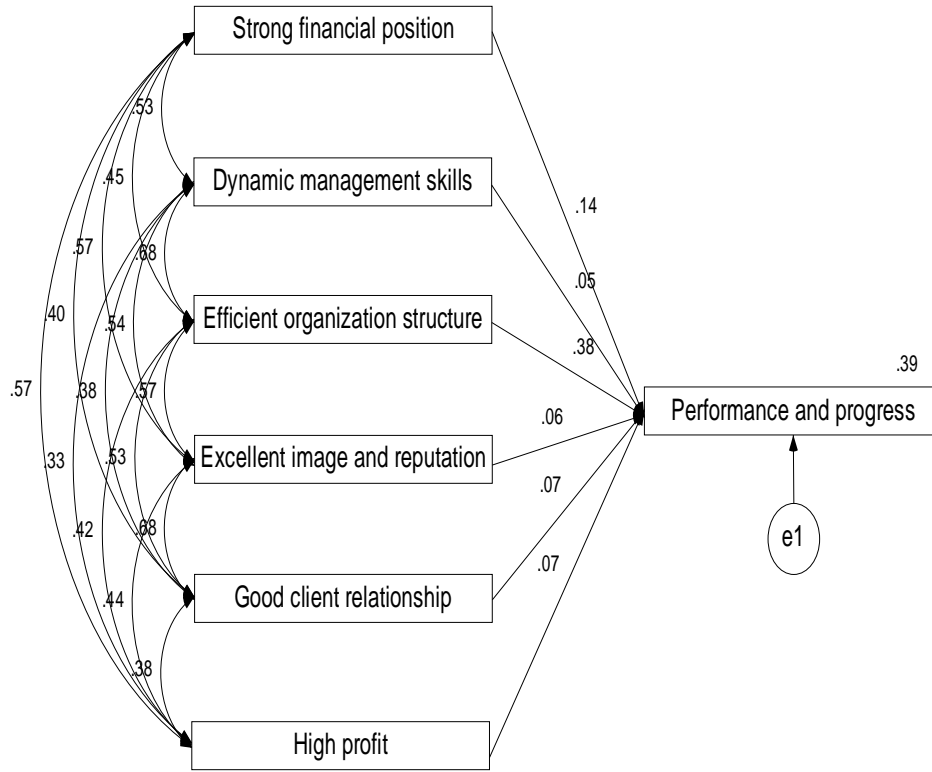 Strong financial position
.53
Dynamic management skills
.45
.14
.57
.68
.05
.40
.54
Efficient organization structure
.38
.39
.57
.38
.57
.06
Performance and progress
.33
.53
Excellent image and reputation
.07
.42
.68
e1
.07
.44
Good client relationship
.38
High profit